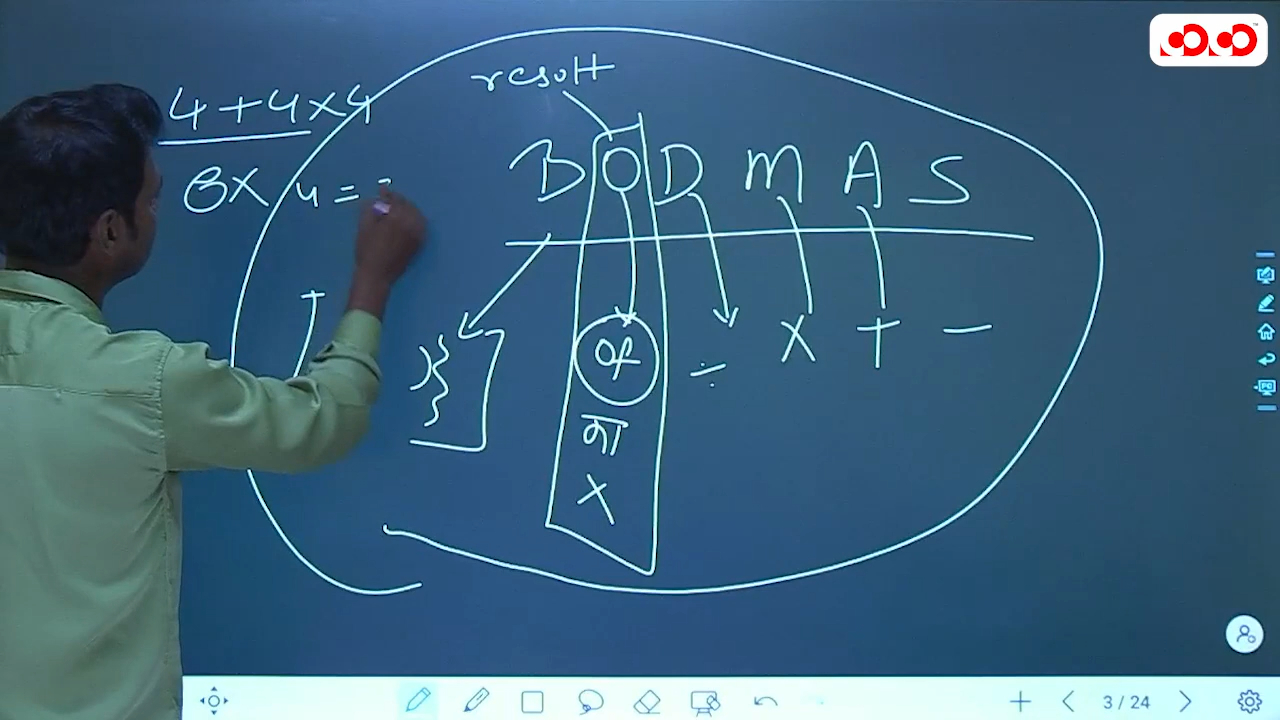 result
4 + 4 x 4
8 x 4 =
B O D M A S
of ÷ x + -
का
x
3 / 24